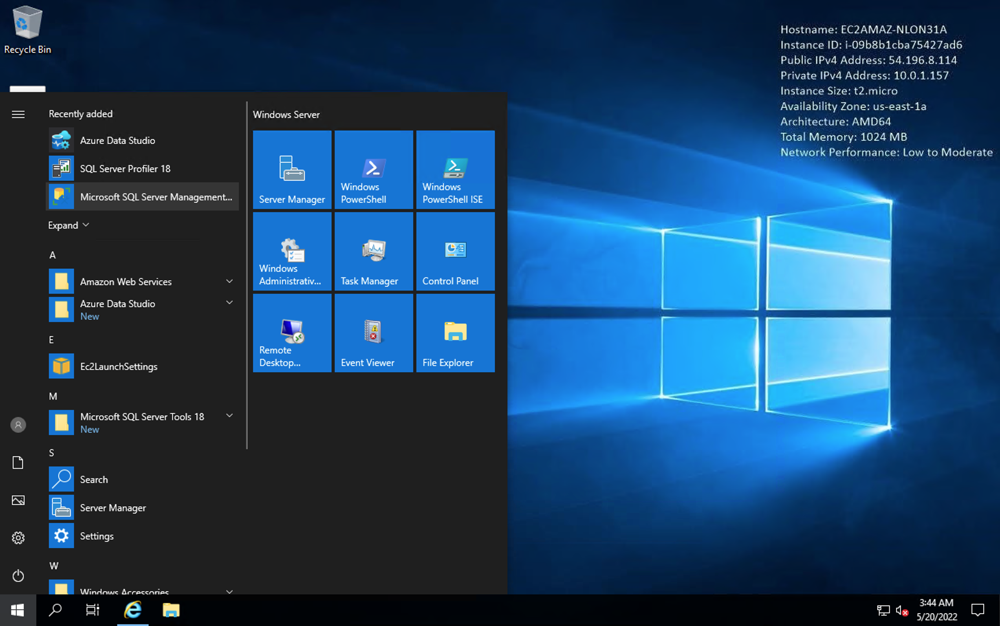 Recycle Bin
Hostname: EC2AMAZ-NLON31A
Instance ID: i-09b8b1cba75427ad6
Public IPv4 Address: 54.196.8.114
Private IPv4 Address: 10.0.1.157
Instance Size: t2.micro
Availability Zone: us-east-1a
Architecture: AMD64
Total Memory: 1024 MB
Network Performance: Low to Moderate
Recently added
Azure Data Studio
SQL Server Profiler 18
Microsoft SQL Server Management...
Expand
A
Amazon Web Services
Azure Data Studio
New
E
Ec2LaunchSettings
M
Microsoft SQL Server Tools 18
New
S
Search
Server Manager
Settings
W
Windows Accessories
Windows Server
Server Manager
Windows
PowerShell
Windows
PowerShell ISE
Windows
Administrativ...
Task Manager
Control Panel
Remote
Desktop...
Event Viewer
File Explorer
3:44 AM
5/20/2022